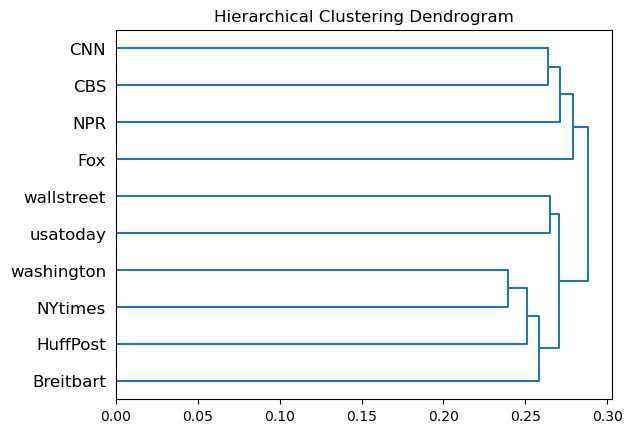 Hierarchical Clustering Dendrogram
CNN
CBS
NPR
Fox
wallstreet
usatoday
washington
NYtimes
HuffPost
Breitbart
0.00 0.05 0.10 0.15 0.20 0.25 0.30